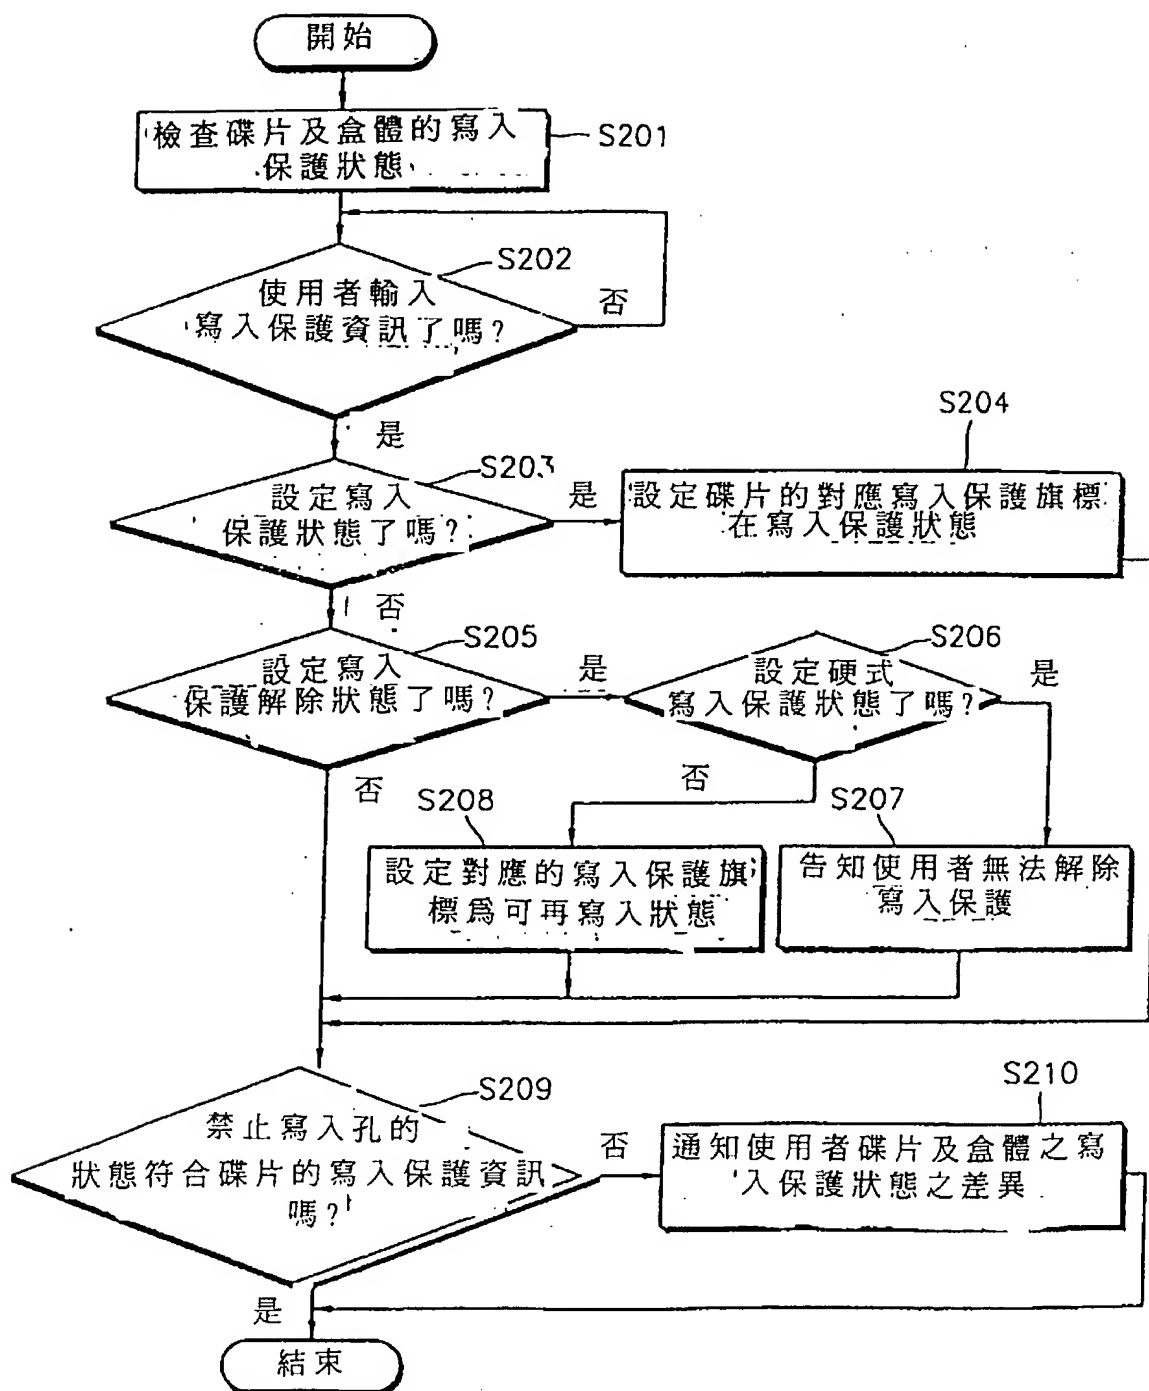 開始
檢查碟片及盒體的寫入
保護狀態
S201
S202
使用者輸入
寫入保護資訊了嗎?
否
是
S203
設定寫入
保護狀態了嗎?
是
S204
設定碟片的對應寫入保護旗標
在寫入保護狀態
否
S205
設定寫入
保護解除狀態了嗎?
是
S206
設定硬式
寫入保護狀態了嗎?
是
否
否
S208
設定對應的寫入保護旗
標爲可再寫入狀態
S207
告知使用者無法解除
寫入保護
S209
禁止寫入孔的
狀態符合碟片的寫入保護資訊
嗎?
否
S210
通知使用者碟片及盒體之寫
入保護狀態之差異
是
結束